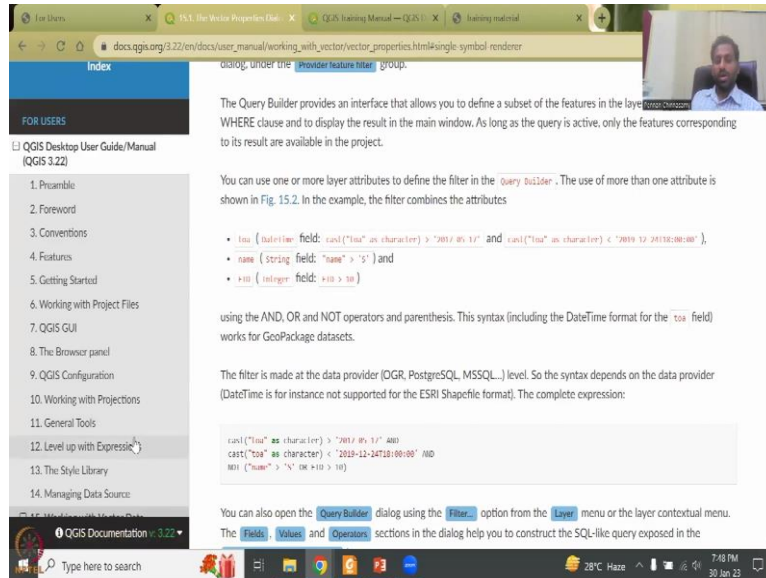 For Users
15.1. The Vector Properties Dialo
QGIS Training Manual — QGIS D
training material
docs.qgis.org/3.22/en/docs/user_manual/working_with_vector/vector_properties.html#single-symbol-renderer
Index
FOR USERS
QGIS Desktop User Guide/Manual
(QGIS 3.22)
1. Preamble
2. Foreword
3. Conventions
4. Features
5. Getting Started
6. Working with Project Files
7. QGIS GUI
8. The Browser panel
9. QGIS Configuration
10. Working with Projections
11. General Tools
12. Level up with Expressions
13. The Style Library
14. Managing Data Source
15. Working with Vector Data
QGIS Documentation v: 3.22
dialog, under the Provider feature filter group.
The Query Builder provides an interface that allows you to define a subset of the features in the laye
WHERE clause and to display the result in the main window. As long as the query is active, only the features corresponding
to its result are available in the project.
You can use one or more layer attributes to define the filter in the Query Builder . The use of more than one attribute is
shown in Fig. 15.2. In the example, the filter combines the attributes
toa ( DateTime field: cast("toa" as character) > '2017-05-17' and cast("toa" as character) < '2019-12-24T18:00:00' ),
name ( String field: "name" > 'S' ) and
FID ( Integer field: FID > 10 )
using the AND, OR and NOT operators and parenthesis. This syntax (including the DateTime format for the toa field)
works for GeoPackage datasets.
The filter is made at the data provider (OGR, PostgreSQL, MSSQL...) level. So the syntax depends on the data provider
(DateTime is for instance not supported for the ESRI Shapefile format). The complete expression:
cast("toa" as character) > '2017-05-17' AND
cast("toa" as character) < '2019-12-24T18:00:00' AND
NOT ("name" > 'S' OR FID > 10)
You can also open the Query Builder dialog using the Filter... option from the Layer menu or the layer contextual menu.
The Fields , Values and Operators sections in the dialog help you to construct the SQL-like query exposed in the
Pennan Chinnasamy
NPTEL
Type here to search
28°C Haze
7:48 PM
30 Jan 23